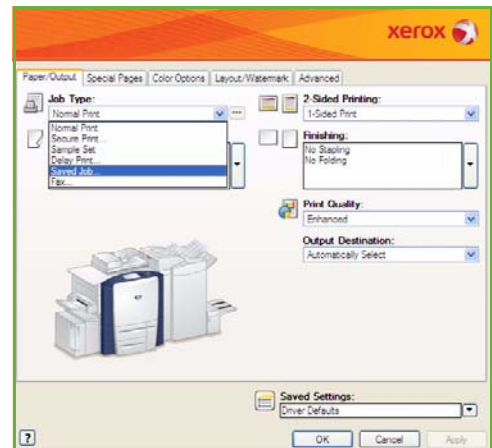 xerox
Paper/Output Special Pages Color Options Layout/Watermark Advanced
Job Type:
Normal Print
Normal Print
Secure Print...
Sample Set
Delay Print...
Saved Job...
Fax...
2-Sided Printing:
1-Sided Print
Finishing:
No Stapling
No Folding
Print Quality:
Enhanced
Output Destination:
Automatically Select
Saved Settings:
Driver Defaults
?
OK Cancel Apply